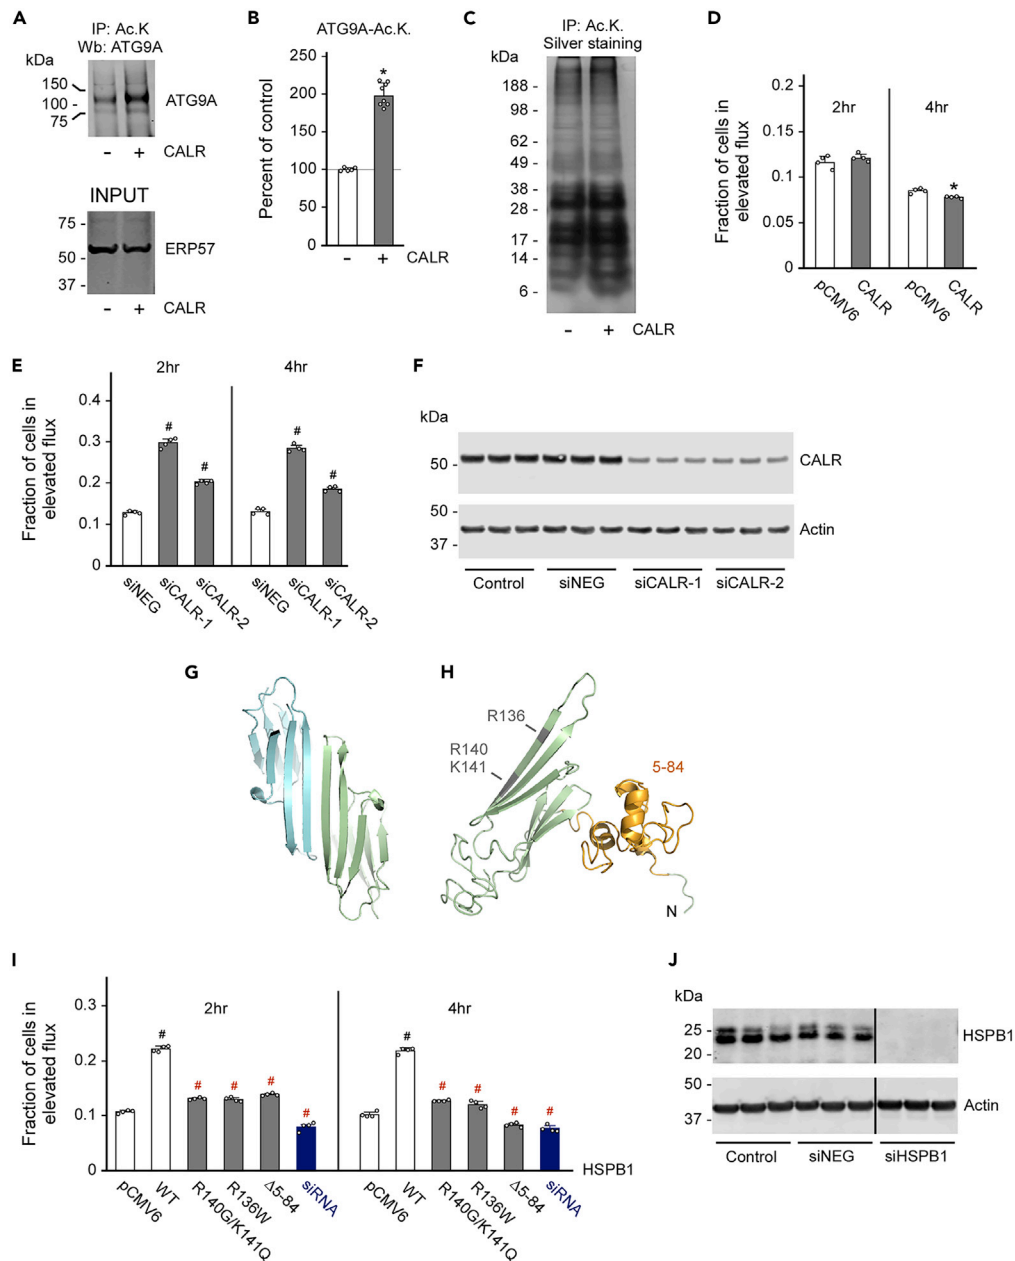 A
IP: Ac.K
Wb: ATG9A
kDa
150
100 -
75
ATG9A
- + CALR
INPUT
75 -
50 -
37 -
ERP57
- + CALR
B
ATG9A-Ac.K.
Percent of control
250
200
150
100
50
0
*
- + CALR
C
IP: Ac.K.
Silver staining
kDa
188 -
98 -
62 -
49 -
38 -
28 -
17 -
14 -
6 -
- + CALR
D
Fraction of cells in
elevated flux
0.2
0.15
0.1
0.05
0
2hr
4hr
*
pCMV6
CALR
pCMV6
CALR
E
Fraction of cells in
elevated flux
2hr
4hr
0.4
0.3
0.2
0.1
0
# # # #
siNEG
siCALR-1
siCALR-2
siNEG
siCALR-1
siCALR-2
F
kDa
50 -
CALR
50 -
37 -
Actin
Control siNEG siCALR-1 siCALR-2
G
H
R136
R140
K141
5-84
N
I
Fraction of cells in
elevated flux
0.3
0.2
0.1
0
2hr
4hr
# # # # #
# # # # #
pCMV6
WT
R140G/K141Q
R136W
Δ5-84
siRNA
pCMV6
WT
R140G/K141Q
R136W
Δ5-84
siRNA
HSPB1
J
kDa
25 -
20 -
HSPB1
50 -
37 -
Actin
Control siNEG siHSPB1